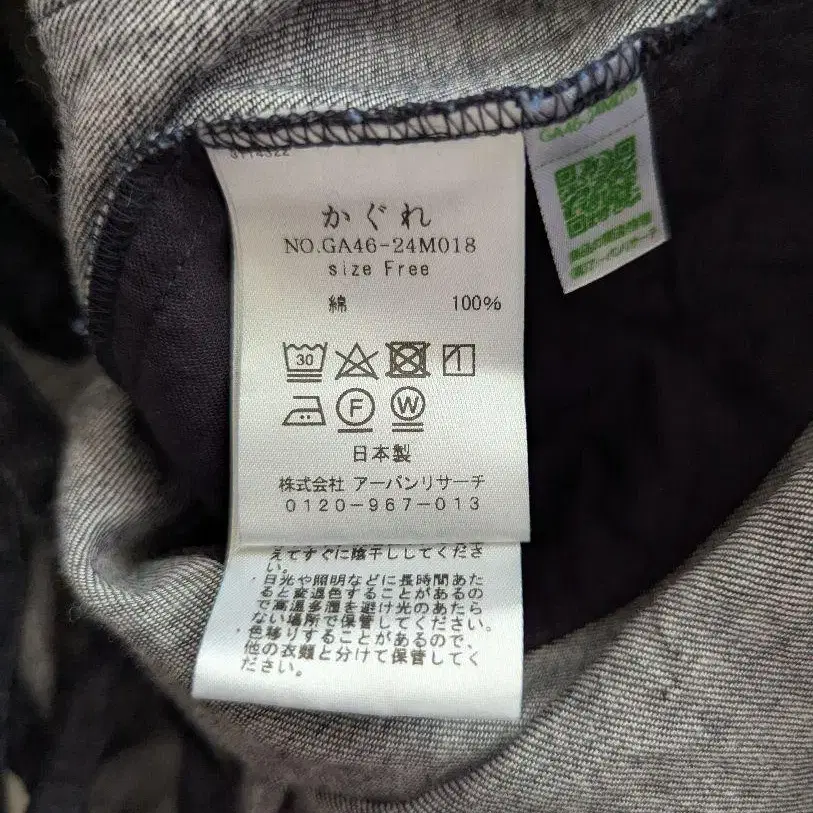 かぐれ
NO.GA46-24M018
size Free
綿 100%
30
F W
日本製
株式会社 アーバンリサーチ
0120-967-013
えてすぐに陰干ししてくださ
い。
・日光や照明などに長時間あた
ると変退色することがあるの
で高温多湿を避け光のあたら
ない場所で保管してください。
・色移りすることがあるので、
他の衣類と分けて保管してく
ださい。
GA46-24M018